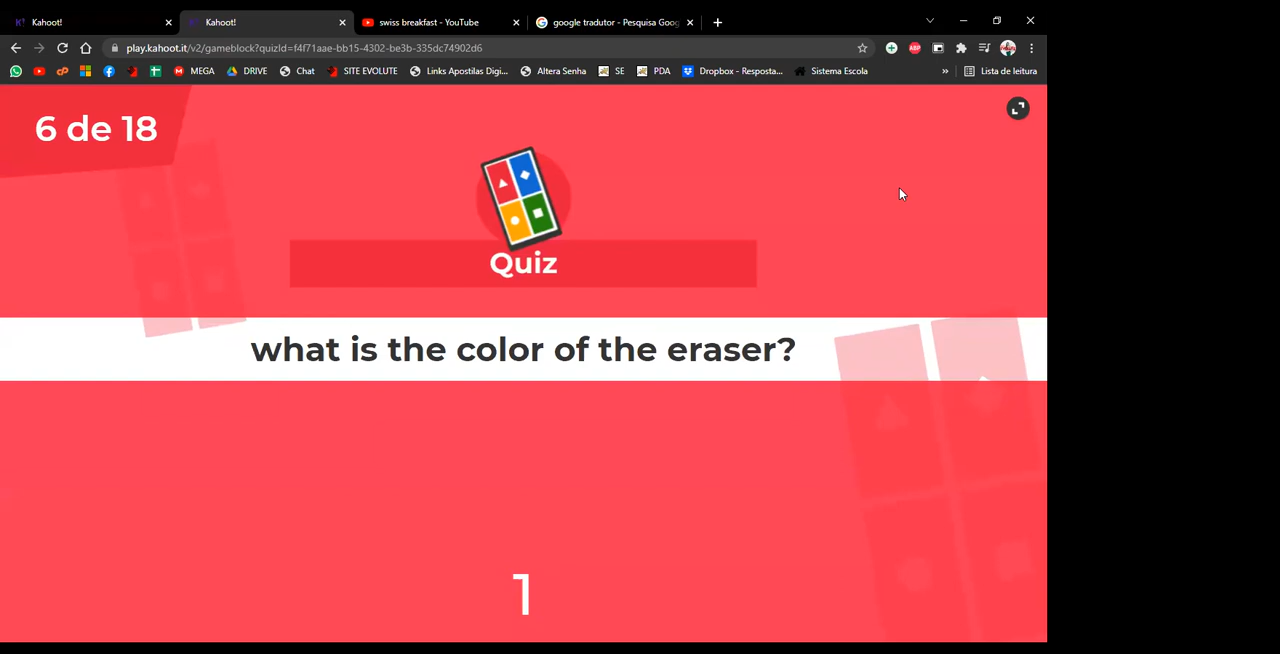 Kahoot!
Kahoot!
swiss breakfast - YouTube
google tradutor - Pesquisa Goog
play.kahoot.it/v2/gameblock?quizId=f4f71aae-bb15-4302-be3b-335dc74902d6
MEGA
DRIVE
Chat
SITE EVOLUTE
Links Apostilas Digi...
Altera Senha
SE
PDA
Dropbox - Resposta...
Sistema Escola
»
Lista de leitura
6 de 18
Quiz
what is the color of the eraser?
1